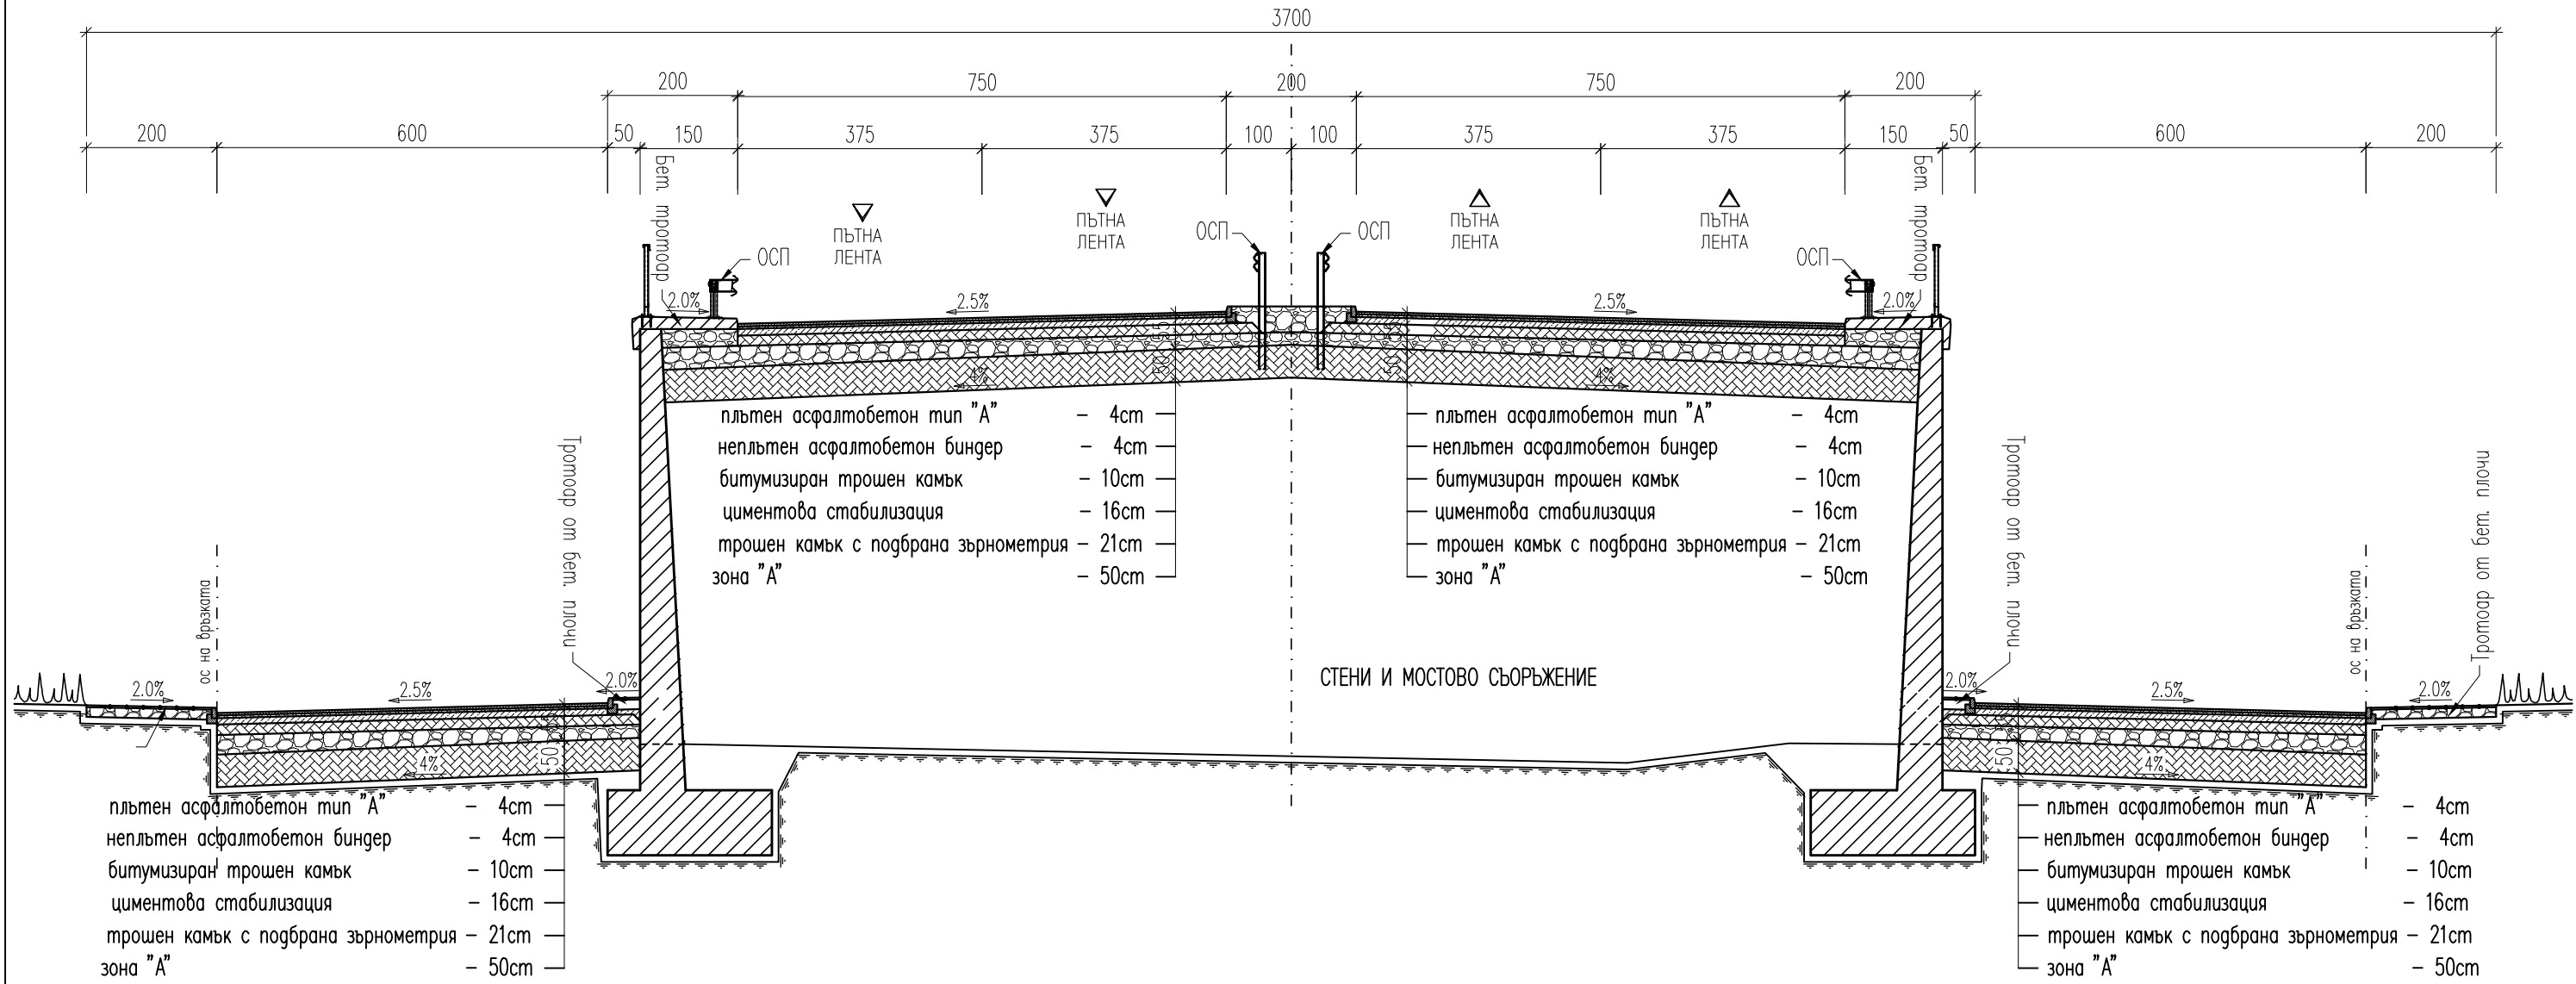 3700
200 750 200 750 200
200 600 50 150 375 375 100 100 375 375 150 50 600 200
Бет. тротоар
Бет. тротоар
ПЪТНА
ЛЕНТА
ПЪТНА
ЛЕНТА
ПЪТНА
ЛЕНТА
ПЪТНА
ЛЕНТА
ОСП
ОСП
ОСП
ОСП
2.0% 2.5% 2.5% 2.0%
55 55
50 50
4% 4%
плътен асфалтобетон тип "А" - 4cm
неплътен асфалтобетон биндер - 4cm
битумизиран трошен камък - 10cm
циментова стабилизация - 16cm
трошен камък с подбрана зърнометрия - 21cm
зона "А" - 50cm
плътен асфалтобетон тип "А" - 4cm
неплътен асфалтобетон биндер - 4cm
битумизиран трошен камък - 10cm
циментова стабилизация - 16cm
трошен камък с подбрана зърнометрия - 21cm
зона "А" - 50cm
ос на връзката
Тротоар от бет. плочи
Тротоар от бет. плочи
ос на връзката
Тротоар от бет. плочи
СТЕНИ И МОСТОВО СЪОРЪЖЕНИЕ
2.0% 2.5% 2.0% 2.0% 2.5% 2.0%
55 55
50 50
4% 4%
плътен асфалтобетон тип "А" - 4cm
неплътен асфалтобетон биндер - 4cm
битумизиран трошен камък - 10cm
циментова стабилизация - 16cm
трошен камък с подбрана зърнометрия - 21cm
зона "А" - 50cm
плътен асфалтобетон тип "А" - 4cm
неплътен асфалтобетон биндер - 4cm
битумизиран трошен камък - 10cm
циментова стабилизация - 16cm
трошен камък с подбрана зърнометрия - 21cm
зона "А" - 50cm